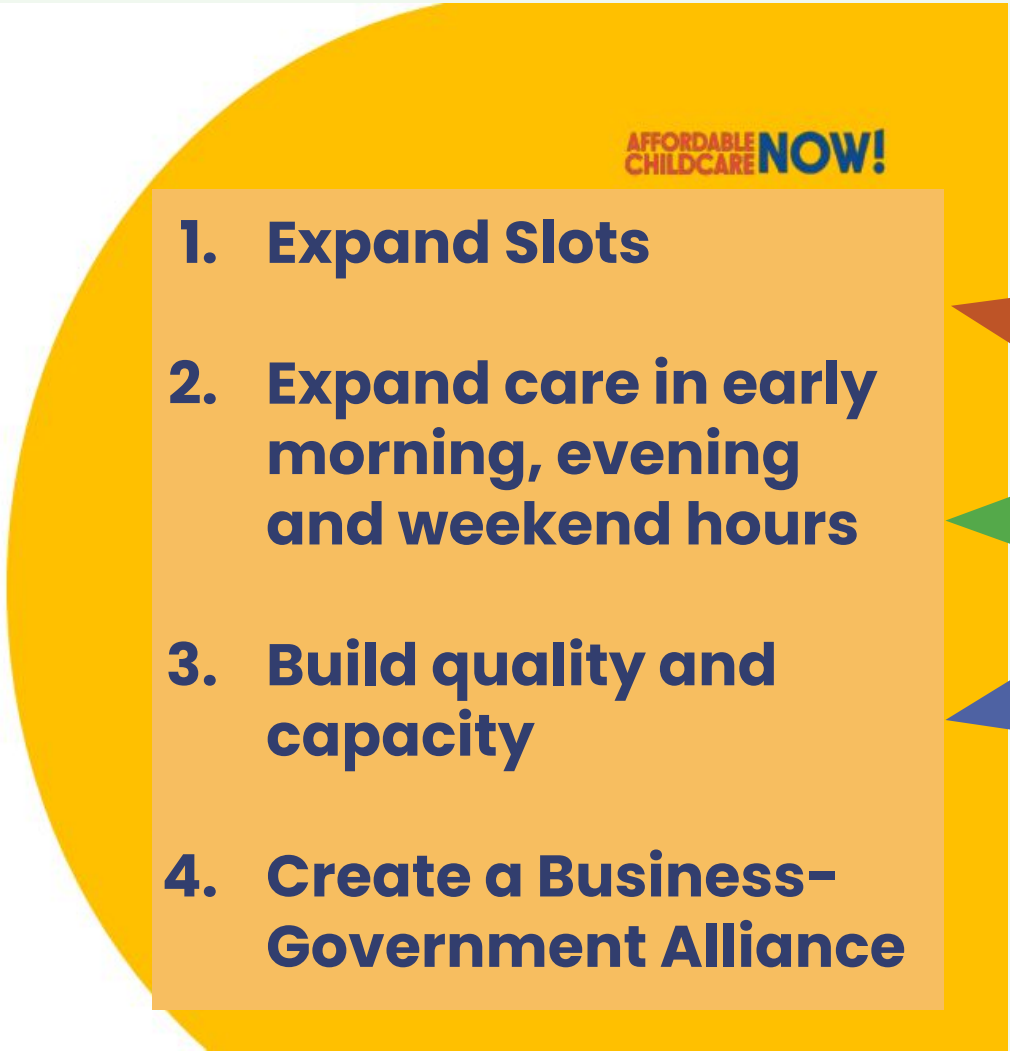 AFFORDABLE
CHILDCARE NOW!
1. Expand Slots
2. Expand care in early
morning, evening
and weekend hours
3. Build quality and
capacity
4. Create a Business-
Government Alliance